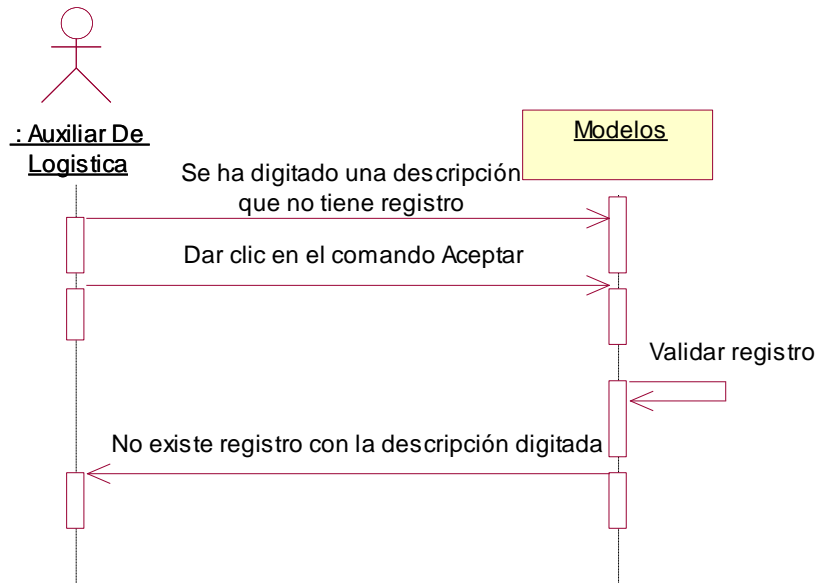 : Auxiliar De
Logistica
Modelos
Se ha digitado una descripción
que no tiene registro
Dar clic en el comando Aceptar
Validar registro
No existe registro con la descripción digitada